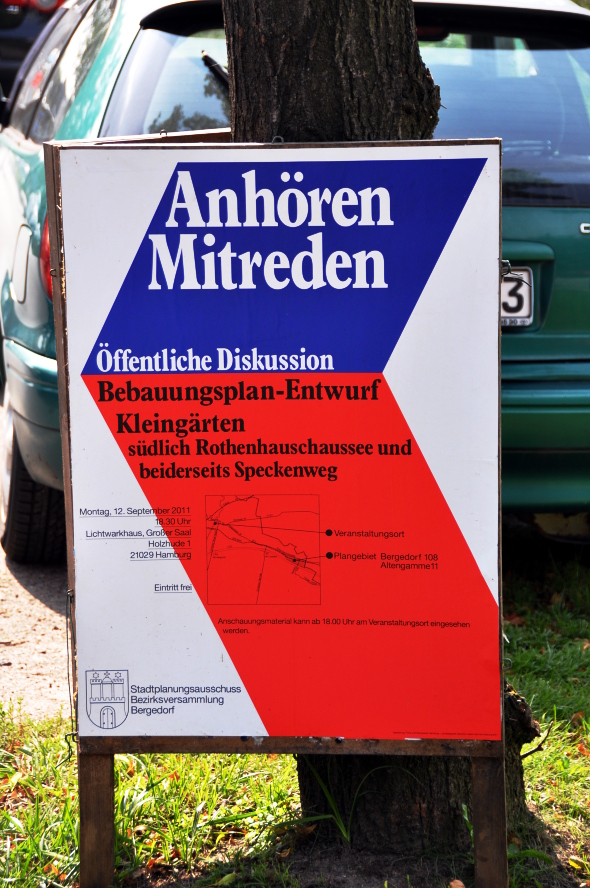 Anhören
Mitreden
Öffentliche Diskussion
Bebauungsplan-Entwurf
Kleingärten
südlich Rothenhauschaussee und
beiderseits Speckenweg
Montag, 12. September 2011
18.30 Uhr
Lichtwarkhaus, Großer Saal
Holzhude 1
21029 Hamburg
Eintritt frei
Veranstaltungsort
Plangebiet Bergedorf 108
Altengamme11
Anschauungsmaterial kann ab 18.00 Uhr am Veranstaltungsort eingesehen
werden.
Stadtplanungsausschuss
Bezirksversammlung
Bergedorf
3